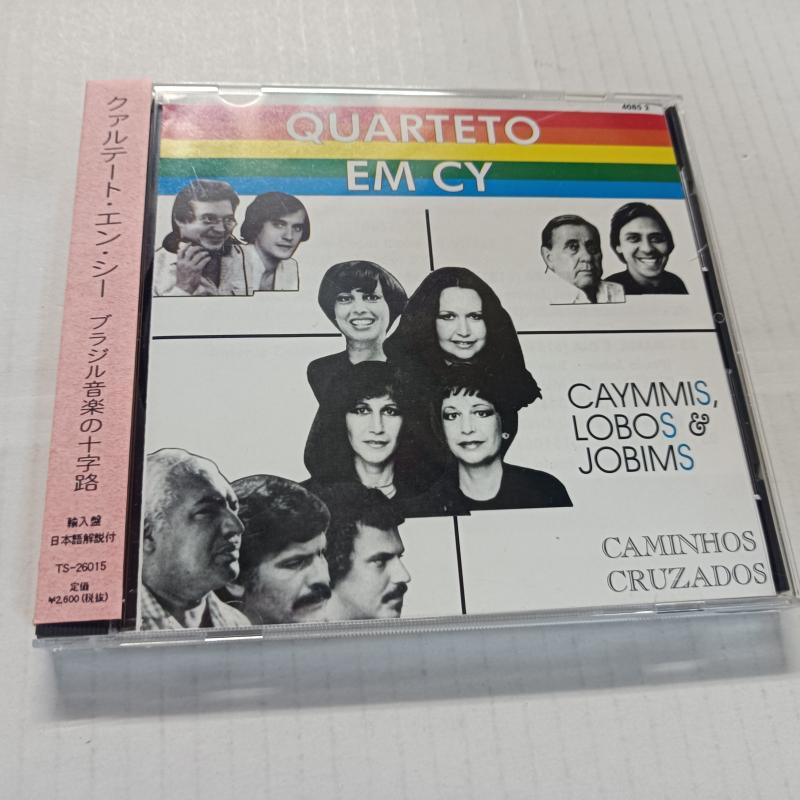 クァルテート・エン・シー ブラジル音楽の十字路
輸入盤
日本語解説付
TS-26015
定価
¥2,600(税抜)
4085 2
QUARTETO
EM CY
CAYMMIS,
LOBOS &
JOBIMS
CAMINHOS
CRUZADOS